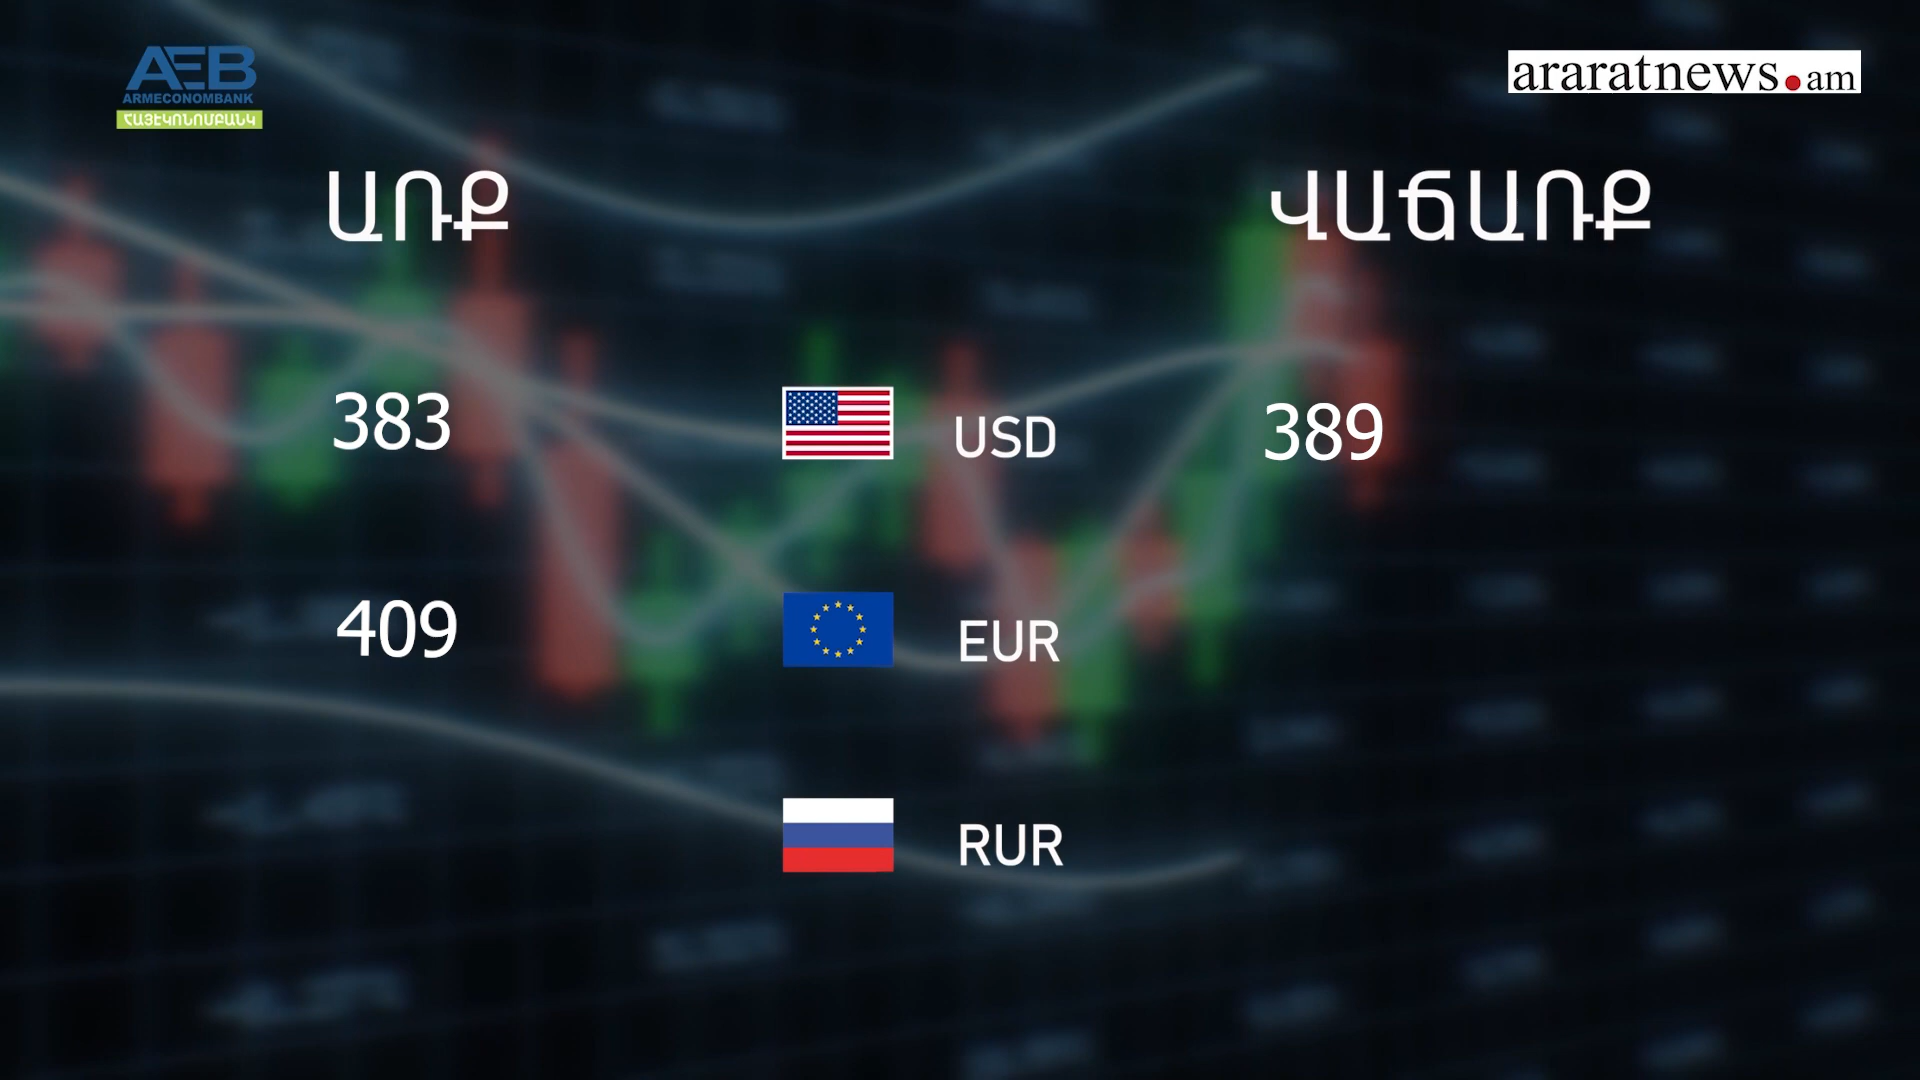 AEB
ARMECONOMBANK
ՀԱՅԷԿՈՆՈՄԲԱՆԿ
araratnews.am
ԱՌՔ
ՎԱՃԱՌՔ
383 USD 389
409 EUR
RUR